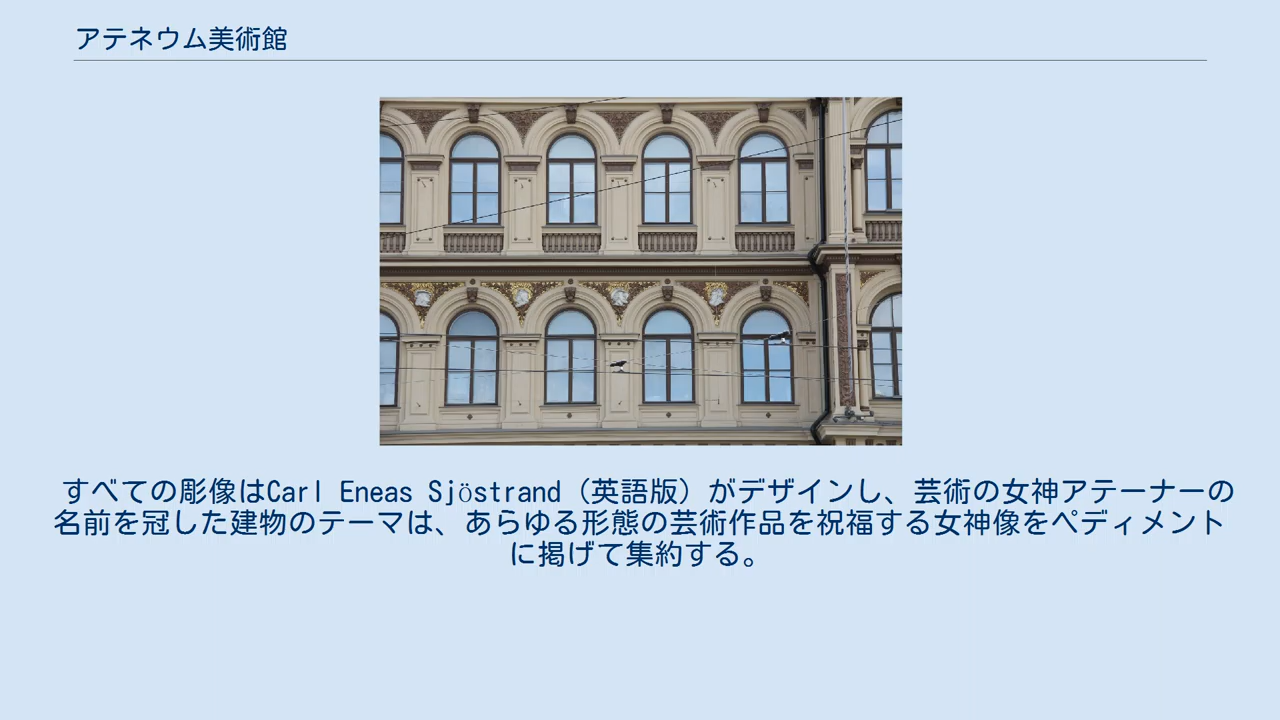 アテネウム美術館
すべての彫像はCarl Eneas Sjöstrand（英語版）がデザインし、芸術の女神アテーナーの
名前を冠した建物のテーマは、あらゆる形態の芸術作品を祝福する女神像をペディメント
に掲げて集約する。